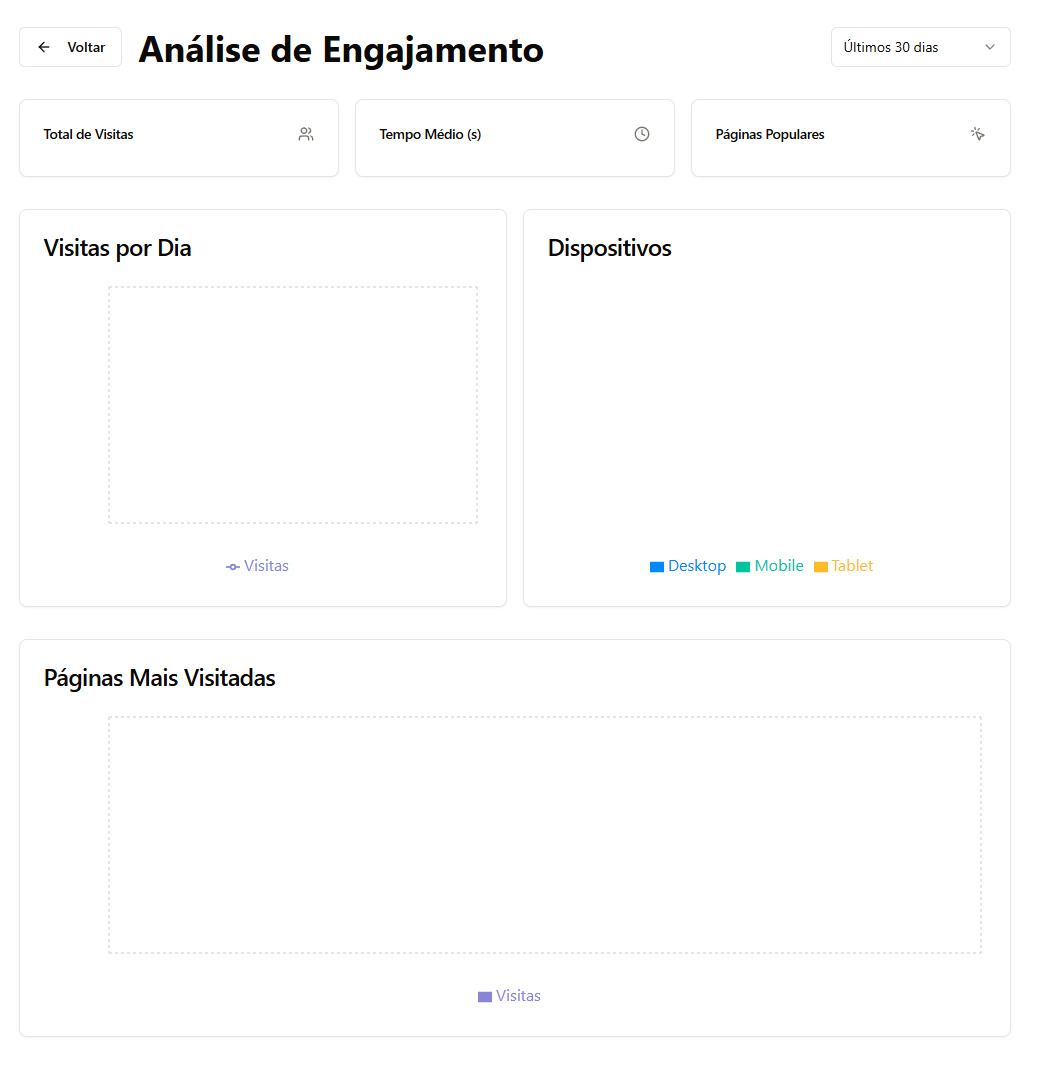 Voltar
Análise de Engajamento
Últimos 30 dias
Total de Visitas
Tempo Médio (s)
Páginas Populares
Visitas por Dia
Visitas
Dispositivos
Desktop Mobile Tablet
Páginas Mais Visitadas
Visitas